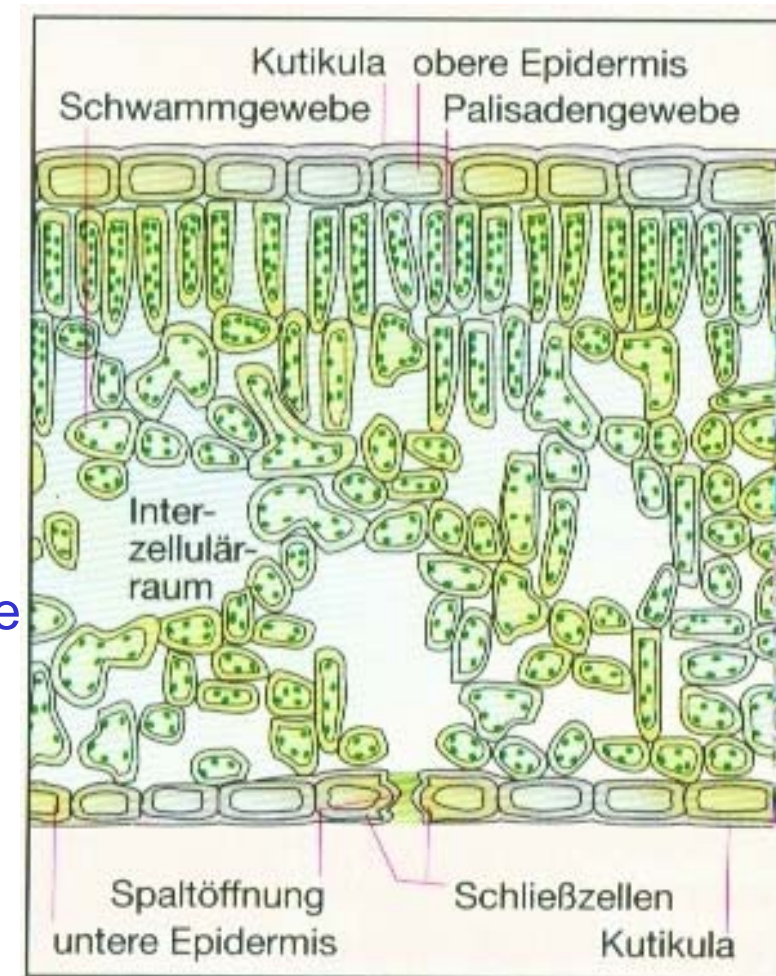 Kutikula obere Epidermis
Schwammgewebe Palisadengewebe
Inter-
zellulär-
raum
e
Spaltöffnung Schließzellen
untere Epidermis Kutikula